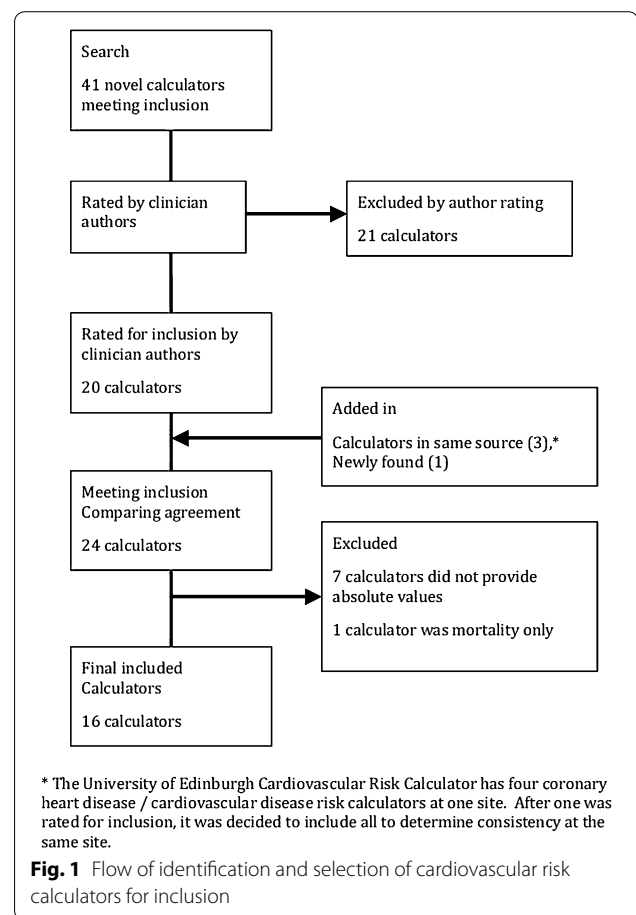 Search
41 novel calculators
meeting inclusion
Rated by clinician
authors
Excluded by author rating
21 calculators
Rated for inclusion by
clinician authors
20 calculators
Added in
Calculators in same source (3),*
Newly found (1)
Meeting inclusion
Comparing agreement
24 calculators
Excluded
7 calculators did not provide
absolute values
1 calculator was mortality only
Final included
Calculators
16 calculators
* The University of Edinburgh Cardiovascular Risk Calculator has four coronary
heart disease / cardiovascular disease risk calculators at one site. After one was
rated for inclusion, it was decided to include all to determine consistency at the
same site.
Fig. 1 Flow of identification and selection of cardiovascular risk
calculators for inclusion